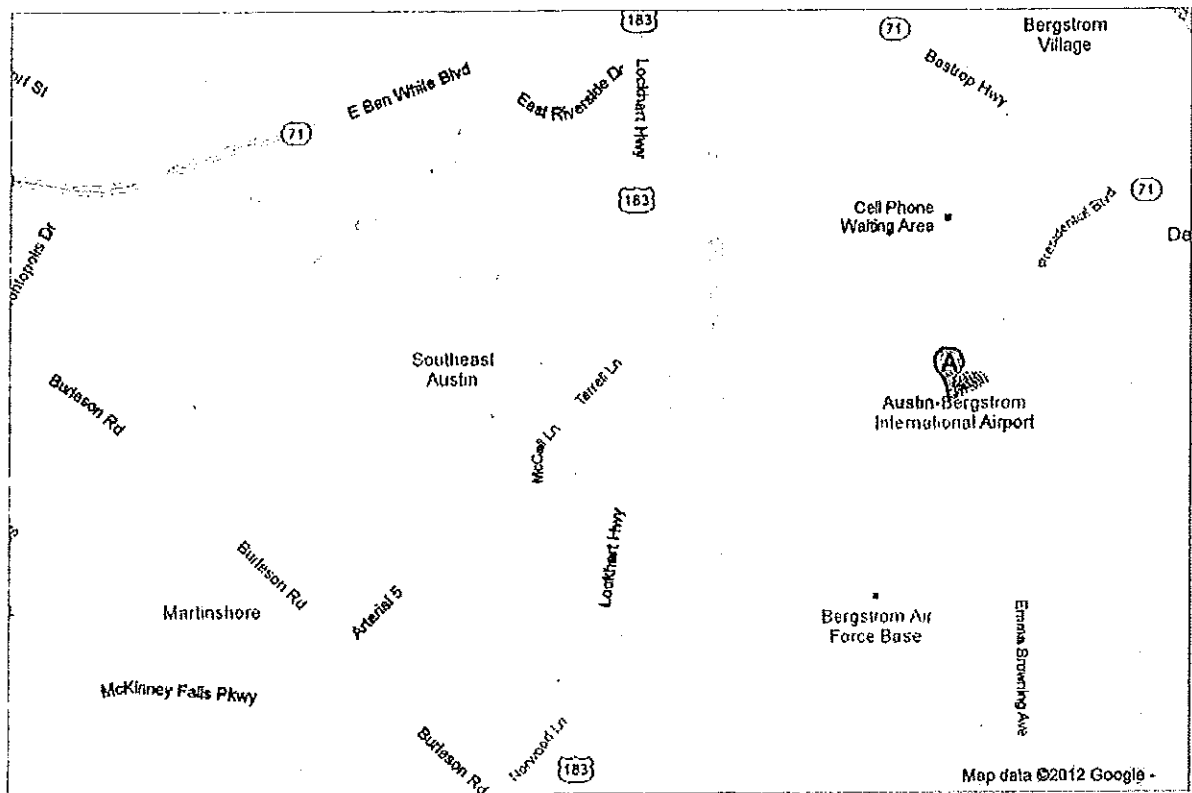 183
71
Bergstrom
Village
E Ben White Blvd
East Riverside Dr
Lockhart Hwy
Bastrop Hwy
71
183
Cell Phone
Waiting Area
Presidential Blvd
71
Southeast
Austin
Terrell Ln
A
Austin-Bergstrom
International Airport
Burleson Rd
McCall Ln
Lockhart Hwy
Burleson Rd
Martinshore
Arterial 5
Bergstrom Air
Force Base
Emma Browning Ave
McKinney Falls Pkwy
Burleson Rd
Norwood Ln
183
Map data ©2012 Google -